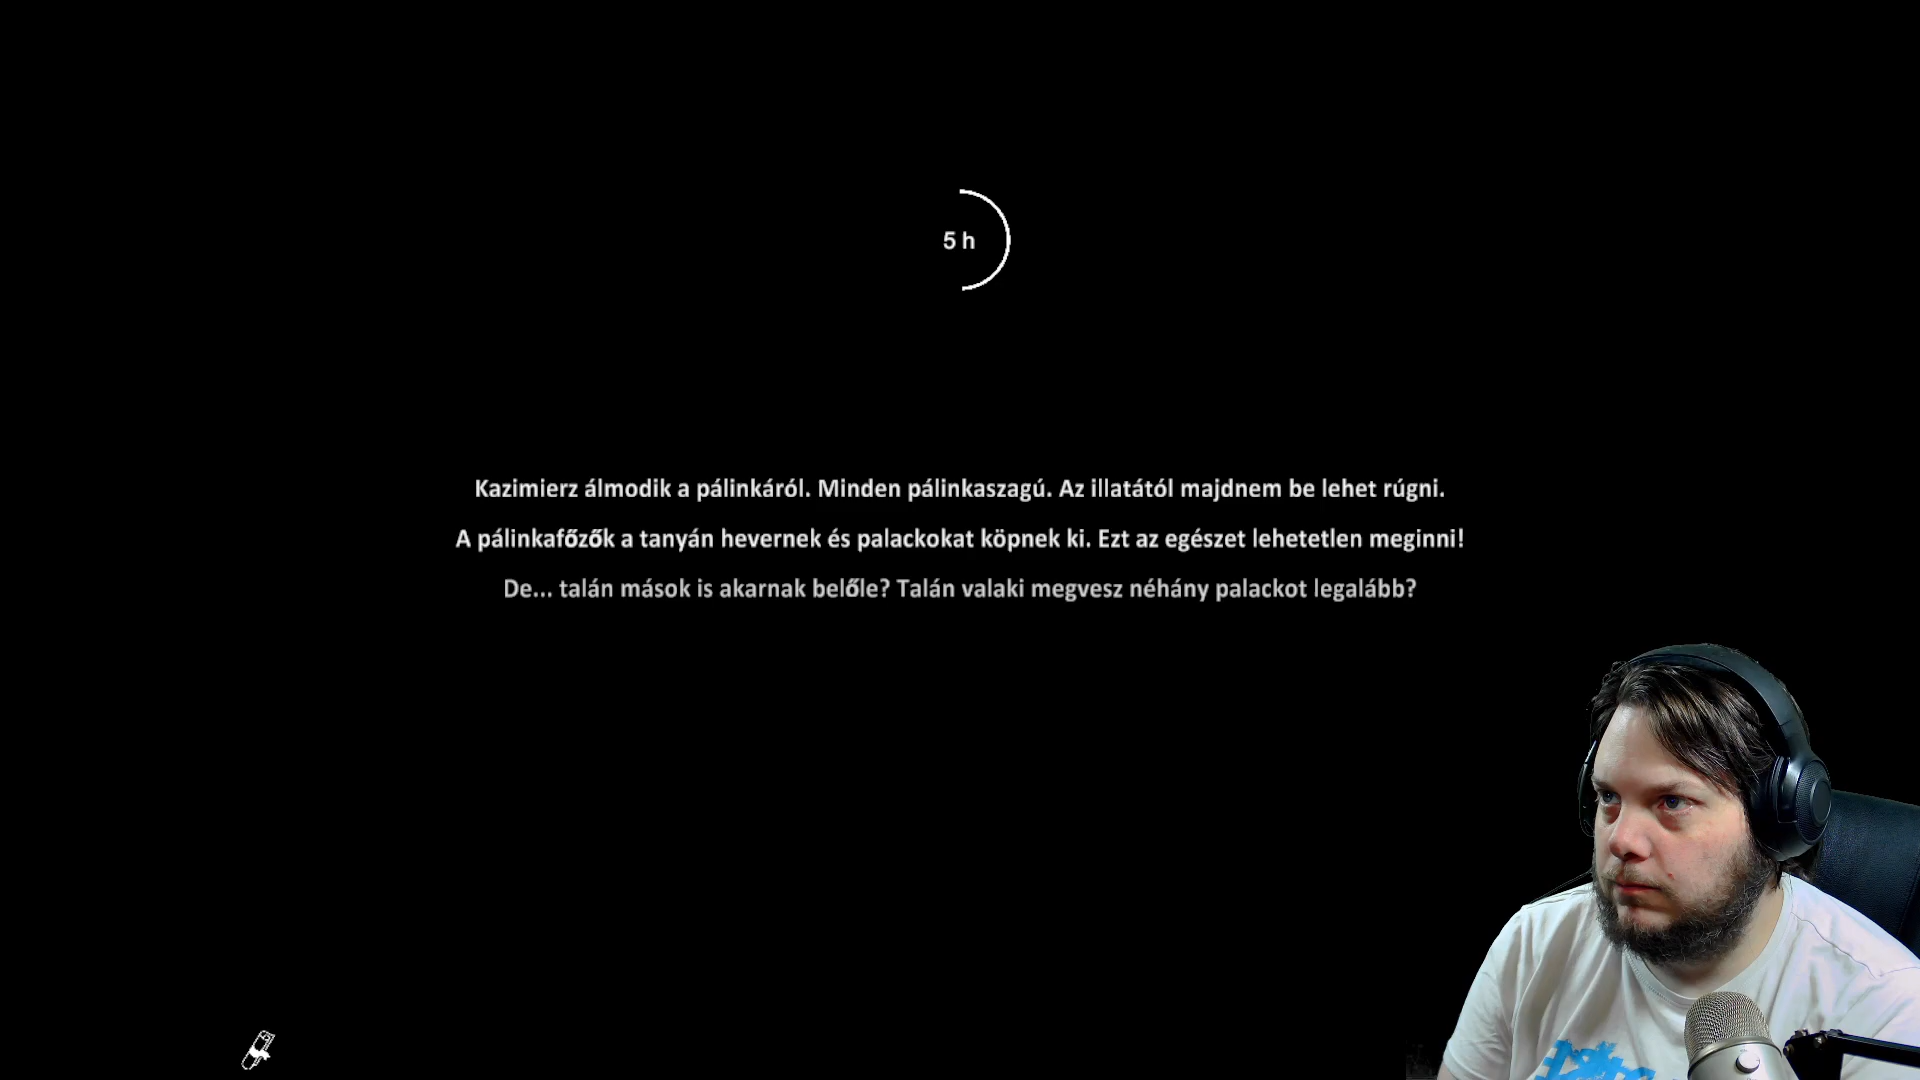 5 h
Kazimierz álmodik a pálinkáról. Minden pálinkaszagú. Az illatától majdnem be lehet rúgni.
A pálinkafőzők a tanyán hevernek és palackokat köpnek ki. Ezt az egészet lehetetlen meginni!
De... talán mások is akarnak belőle? Talán valaki megvesz néhány palackot legalább?